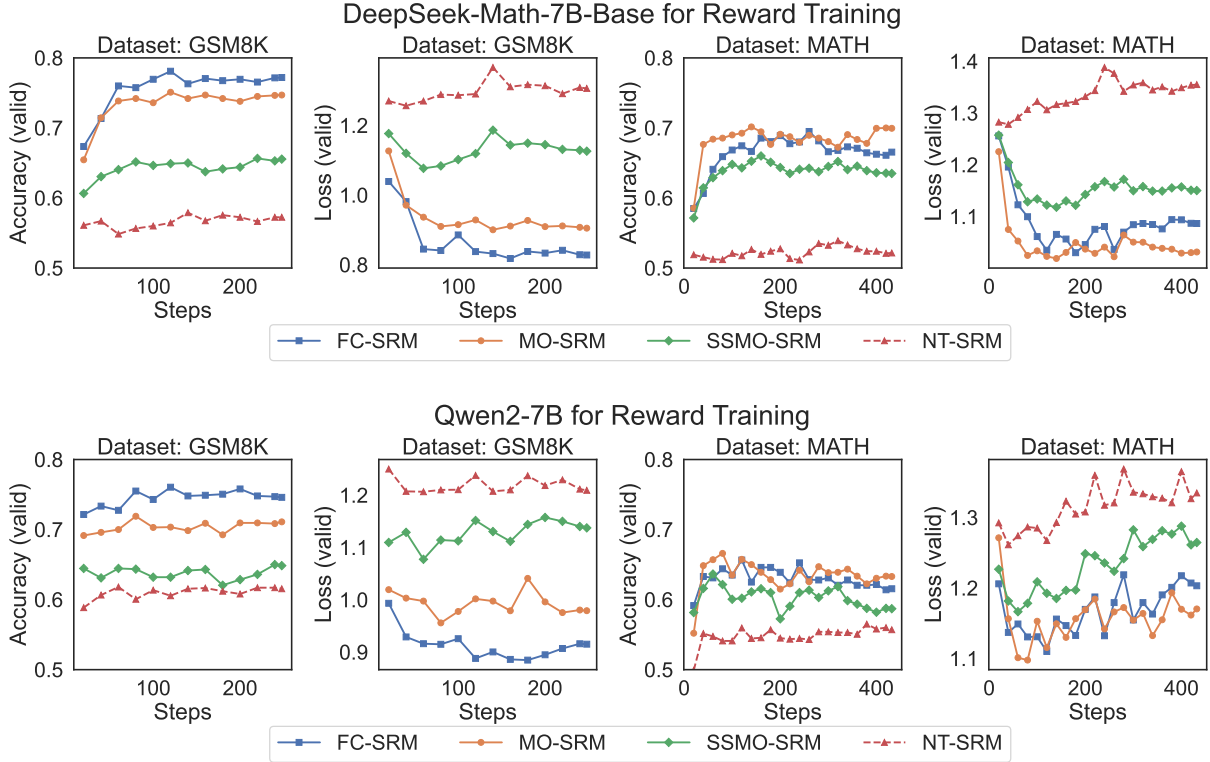 DeepSeek-Math-7B-Base for Reward Training
Dataset: GSM8K
Dataset: GSM8K
Dataset: MATH
Dataset: MATH
Accuracy (valid)
0.8
0.7
0.6
0.5
100
200
Steps
Loss (valid)
1.2
1.0
0.8
100
200
Steps
Accuracy (valid)
0.8
0.7
0.6
0.5
0
200
400
Steps
Loss (valid)
1.4
1.3
1.2
1.1
0
200
400
Steps
FC-SRM MO-SRM SSMO-SRM NT-SRM
Qwen2-7B for Reward Training
Dataset: GSM8K
Dataset: GSM8K
Dataset: MATH
Dataset: MATH
Accuracy (valid)
0.8
0.7
0.6
0.5
100
200
Steps
Loss (valid)
1.2
1.1
1.0
0.9
100
200
Steps
Accuracy (valid)
0.8
0.7
0.6
0.5
0
200
400
Steps
Loss (valid)
1.3
1.2
1.1
0
200
400
Steps
FC-SRM MO-SRM SSMO-SRM NT-SRM